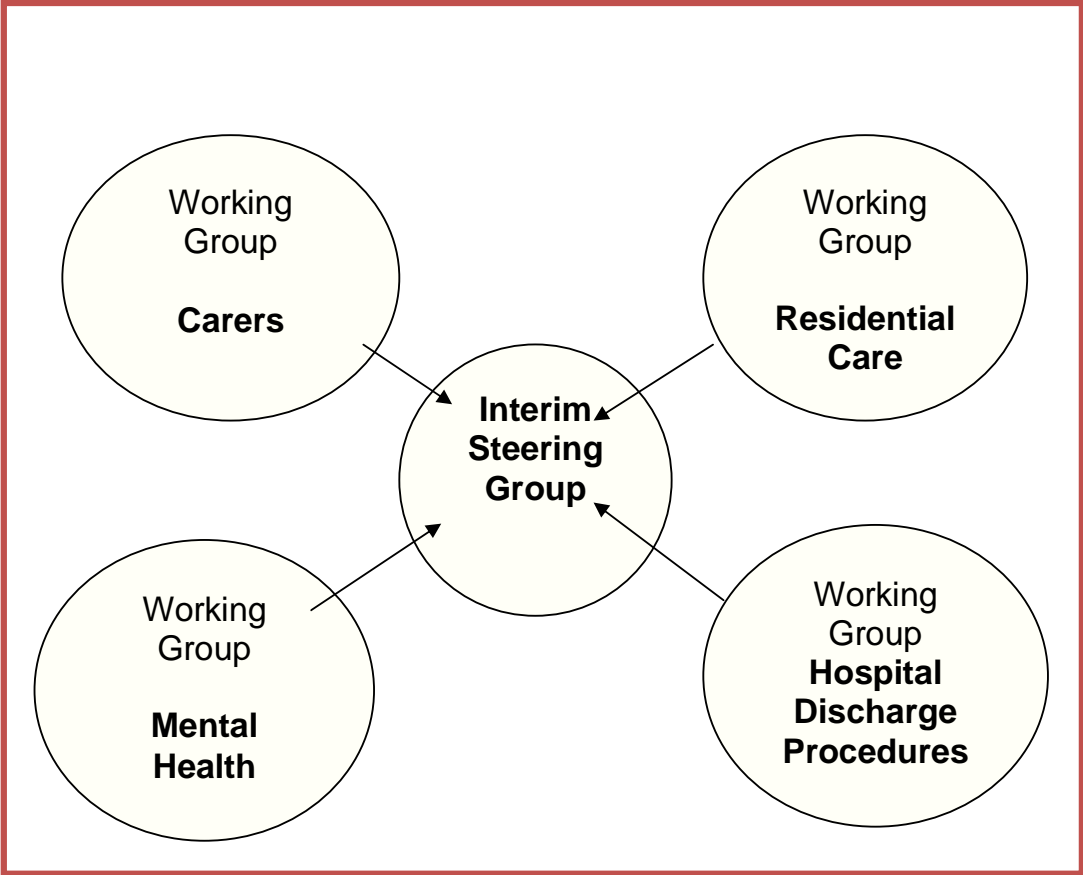 Working
Group
Carers
Working
Group
Residential
Care
Interim
Steering
Group
Working
Group
Mental
Health
Working
Group
Hospital
Discharge
Procedures